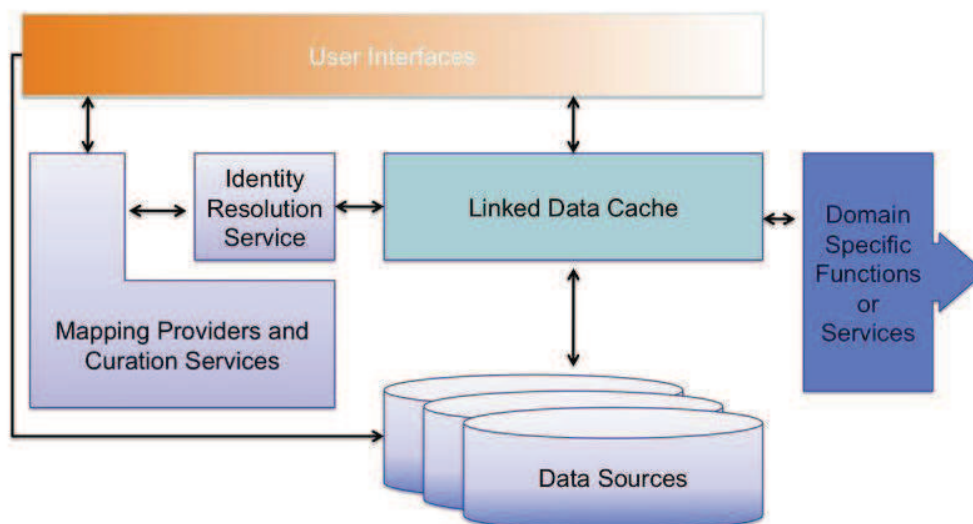 User Interfaces
Identity
Resolution
Service
Linked Data Cache
Domain
Specific
Functions
or
Services
Mapping Providers and
Curation Services
Data Sources